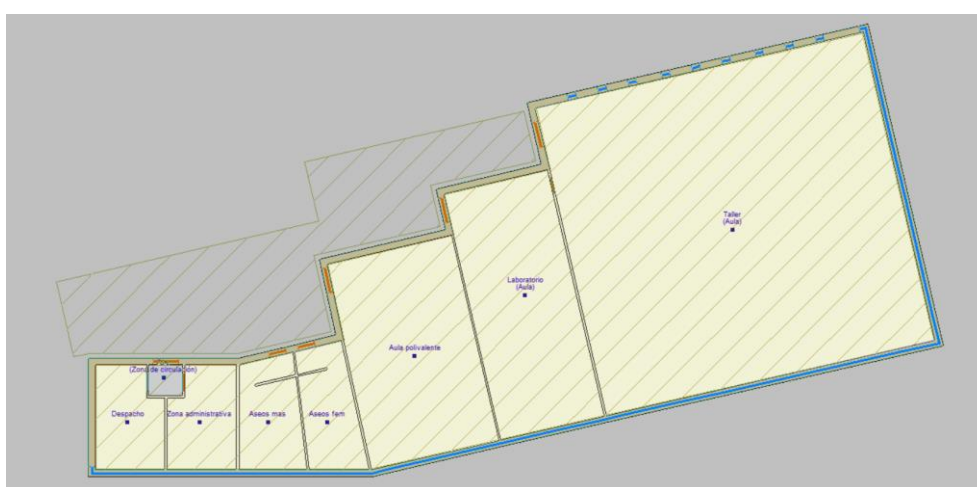 Taller
(Aula)
Laboratorio
(Aula)
Aula polivalente
(Zona de circulación)
Despacho
Zona administrativa
Aseos mas
Aseos fem